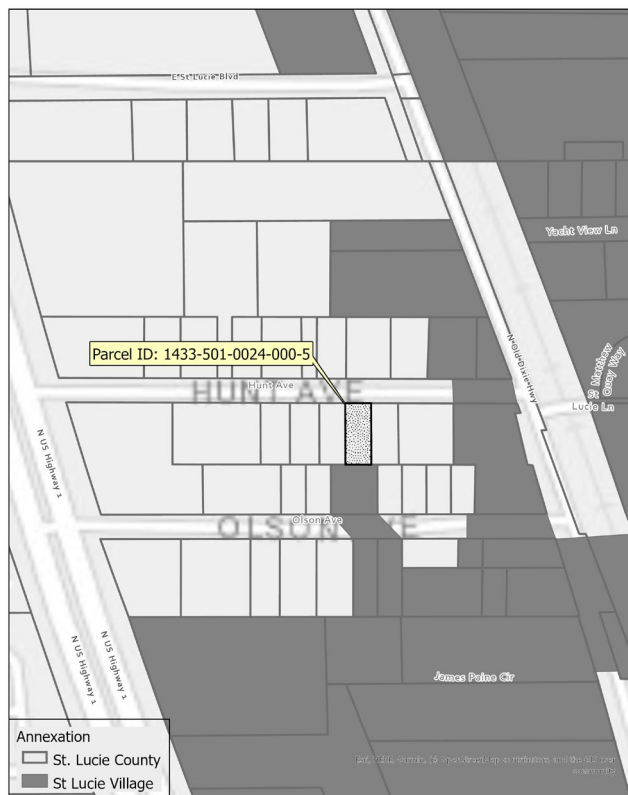 E St Lucie Blvd
Yacht View Ln
N Old Dixie Hwy
St Matthew
Quay Way
Parcel ID: 1433-501-0024-000-5
HUNT AVE
Hunt Ave
Lucie Ln
N US Highway 1
OLSON AVE
Olson Ave
N US Highway 1
N US Highway 1
James Paine Cir
Annexation
St. Lucie County
St Lucie Village
community